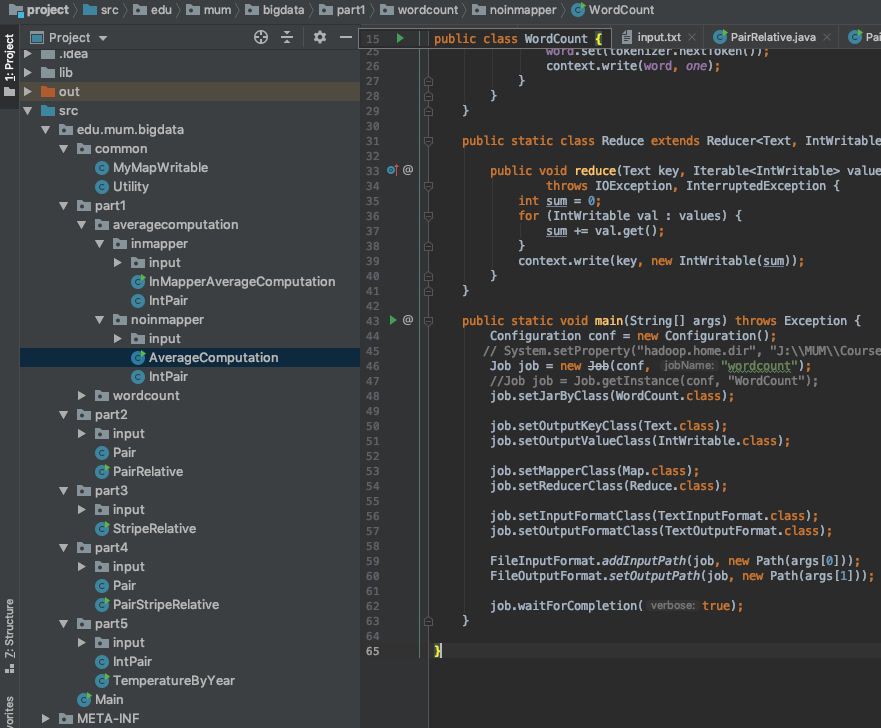 project src edu mum bigdata part1 wordcount noinmapper WordCount
1: Project
Project
15 public class WordCount { input.txt PairRelative.java Pai
.idea
lib
out
src
edu.mum.bigdata
common
MyMapWritable
Utility
part1
averagecomputation
inmapper
input
InMapperAverageComputation
IntPair
noinmapper
input
AverageComputation
IntPair
wordcount
part2
input
Pair
PairRelative
part3
input
StripeRelative
part4
input
Pair
PairStripeRelative
part5
input
IntPair
TemperatureByYear
Main
META-INF
Z: Structure
vorites
25 word.set(tokenizer.nextToken());
26 context.write(word, one);
27 }
28 }
29 }
30
31 public static class Reduce extends Reducer<Text, IntWritable
32
33 @ public void reduce(Text key, Iterable<IntWritable> value
34 throws IOException, InterruptedException {
35 int sum = 0;
36 for (IntWritable val : values) {
37 sum += val.get();
38 }
39 context.write(key, new IntWritable(sum));
40 }
41 }
42
43 @ public static void main(String[] args) throws Exception {
44 Configuration conf = new Configuration();
45 // System.setProperty("hadoop.home.dir", "J:\\MUM\\Course
46 Job job = new Job(conf, jobName: "wordcount");
47 //Job job = Job.getInstance(conf, "WordCount");
48 job.setJarByClass(WordCount.class);
49
50 job.setOutputKeyClass(Text.class);
51 job.setOutputValueClass(IntWritable.class);
52
53 job.setMapperClass(Map.class);
54 job.setReducerClass(Reduce.class);
55
56 job.setInputFormatClass(TextInputFormat.class);
57 job.setOutputFormatClass(TextOutputFormat.class);
58
59 FileInputFormat.addInputPath(job, new Path(args[0]));
60 FileOutputFormat.setOutputPath(job, new Path(args[1]));
61
62 job.waitForCompletion( verbose: true);
63 }
64
65 }